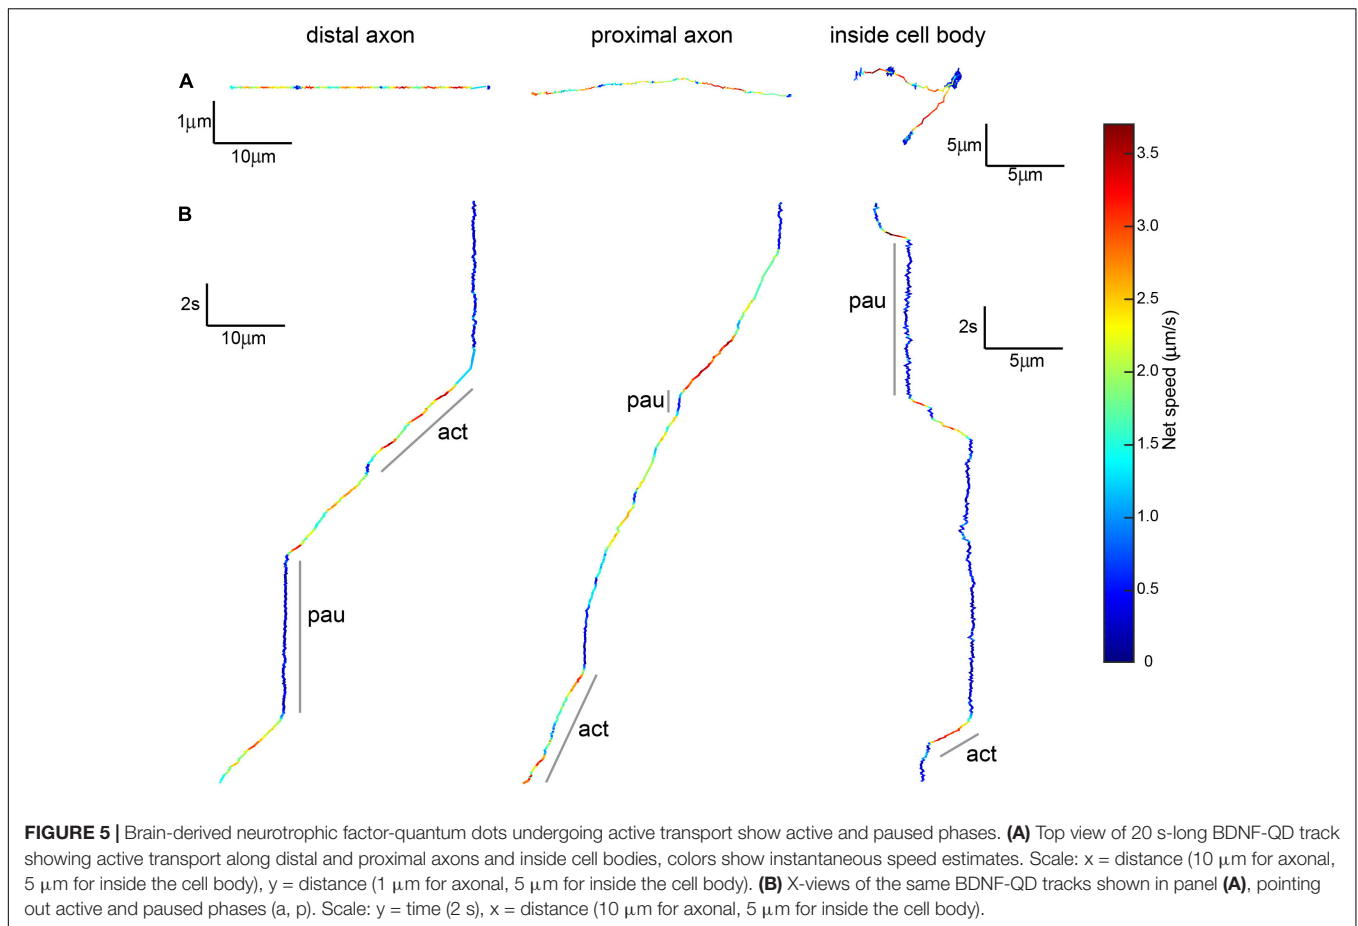 distal axon
proximal axon
inside cell body
A
1μm
10μm
5μm
5μm
3.5
3.0
2.5
2.0
1.5
1.0
0.5
0
Net speed (μm/s)
B
2s
10μm
act
pau
pau
act
pau
2s
5μm
act
FIGURE 5 | Brain-derived neurotrophic factor-quantum dots undergoing active transport show active and paused phases. (A) Top view of 20 s-long BDNF-QD track
showing active transport along distal and proximal axons and inside cell bodies, colors show instantaneous speed estimates. Scale: x = distance (10 μm for axonal,
5 μm for inside the cell body), y = distance (1 μm for axonal, 5 μm for inside the cell body). (B) X-views of the same BDNF-QD tracks shown in panel (A), pointing
out active and paused phases (a, p). Scale: y = time (2 s), x = distance (10 μm for axonal, 5 μm for inside the cell body).